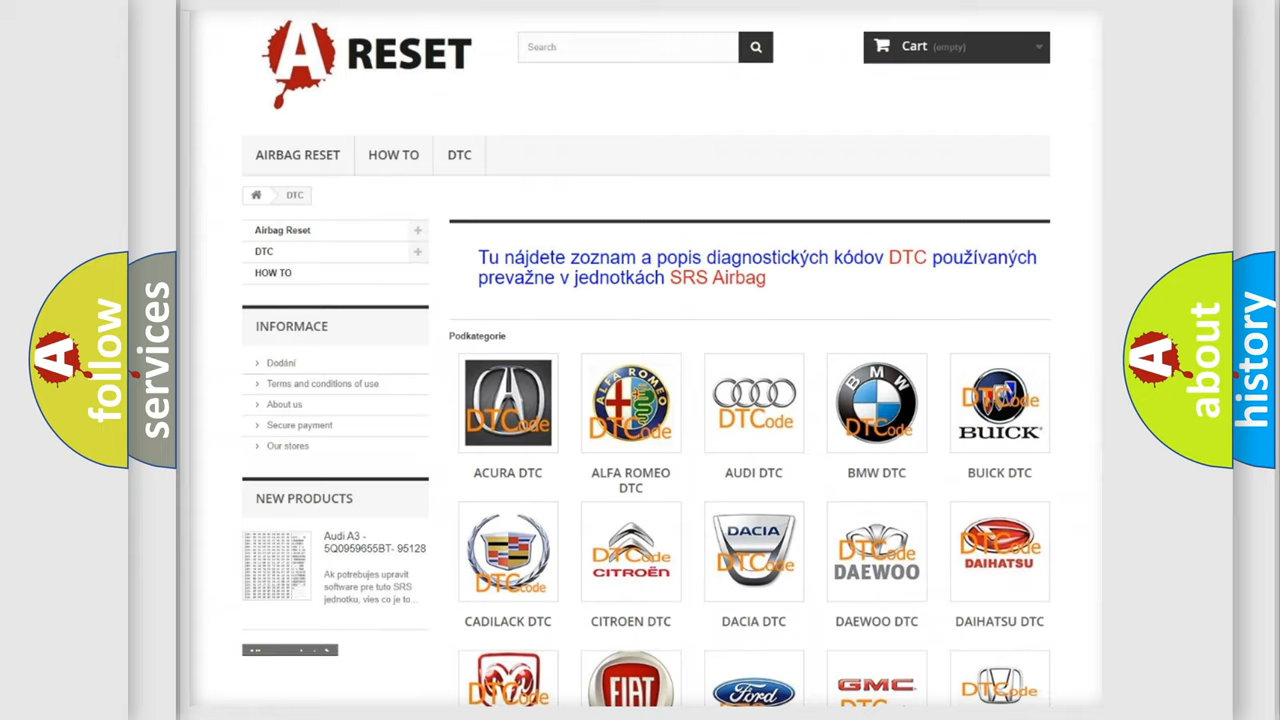 A RESET
Search
Cart (empty)
AIRBAG RESET
HOW TO
DTC
DTC
Airbag Reset
DTC
HOW TO
Tu nájdete zoznam a popis diagnostických kódov DTC používaných
prevažne v jednotkách SRS Airbag
INFORMACE
Dodání
Terms and conditions of use
About us
Secure payment
Our stores
Podkategorie
DTCode
ALFA ROMEO
DTCode
DTCode
BMW
DTCode
DTCode
BUICK
ACURA DTC
ALFA ROMEO
DTC
AUDI DTC
BMW DTC
BUICK DTC
NEW PRODUCTS
Audi A3 -
5Q0959655BT- 95128
Ak potrebujes upravit
software pre tuto SRS
jednotku, vies co je to...
DTCode
DTCode
CITROËN
DACIA
DTCode
DTCode
DAEWOO
DTCode
DAIHATSU
CADILACK DTC
CITROEN DTC
DACIA DTC
DAEWOO DTC
DAIHATSU DTC
DTCode
FIAT
Ford
GMC
DTCode
A
follow
services
A
about
history